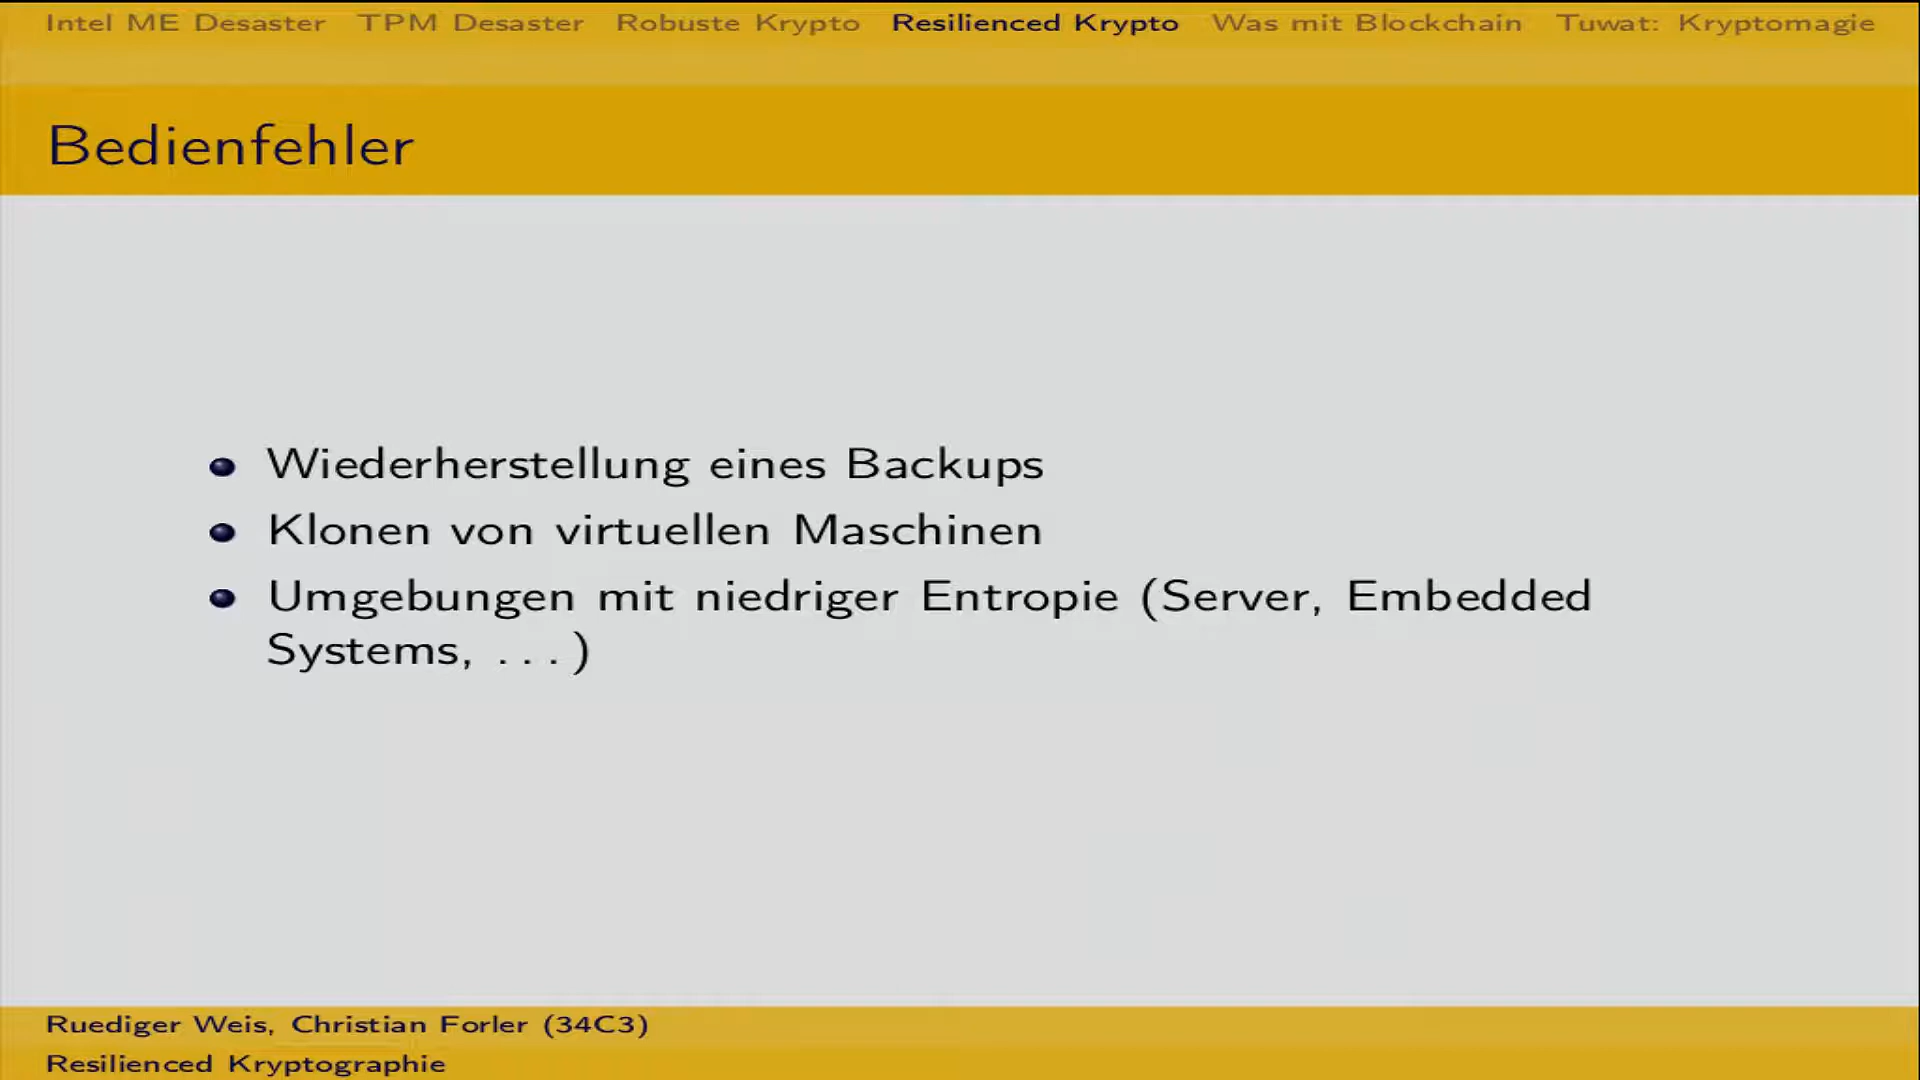 Intel ME Desaster TPM Desaster Robuste Krypto Resilienced Krypto Was mit Blockchain Tuwat: Kryptomagie
Bedienfehler
Wiederherstellung eines Backups
Klonen von virtuellen Maschinen
Umgebungen mit niedriger Entropie (Server, Embedded
Systems, ...)
Ruediger Weis, Christian Forler (34C3)
Resilienced Kryptographie